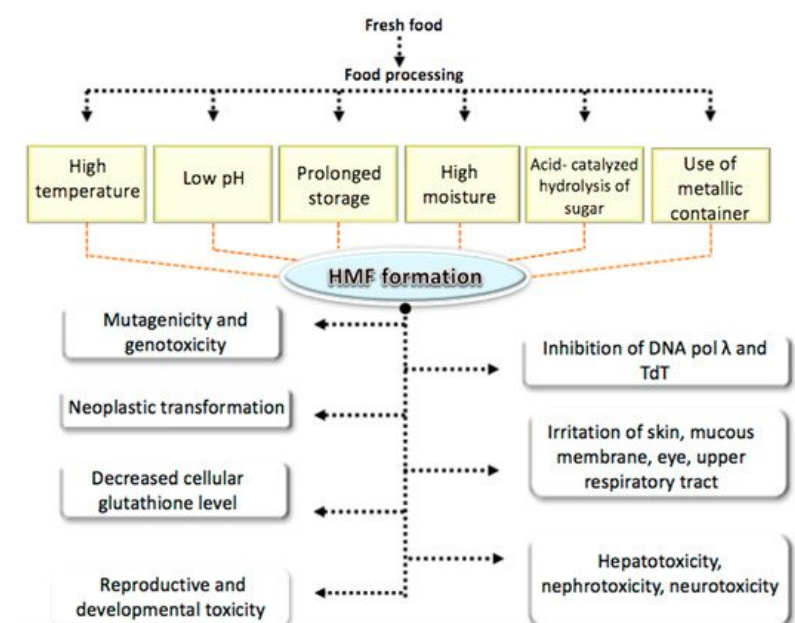 Fresh food
Food processing
High
temperature
Low pH
Prolonged
storage
High
moisture
Acid- catalyzed
hydrolysis of
sugar
Use of
metallic
container
HMF formation
Mutagenicity and
genotoxicity
Neoplastic transformation
Decreased cellular
glutathione level
Reproductive and
developmental toxicity
Inhibition of DNA pol λ and
TdT
Irritation of skin, mucous
membrane, eye, upper
respiratory tract
Hepatotoxicity,
nephrotoxicity, neurotoxicity